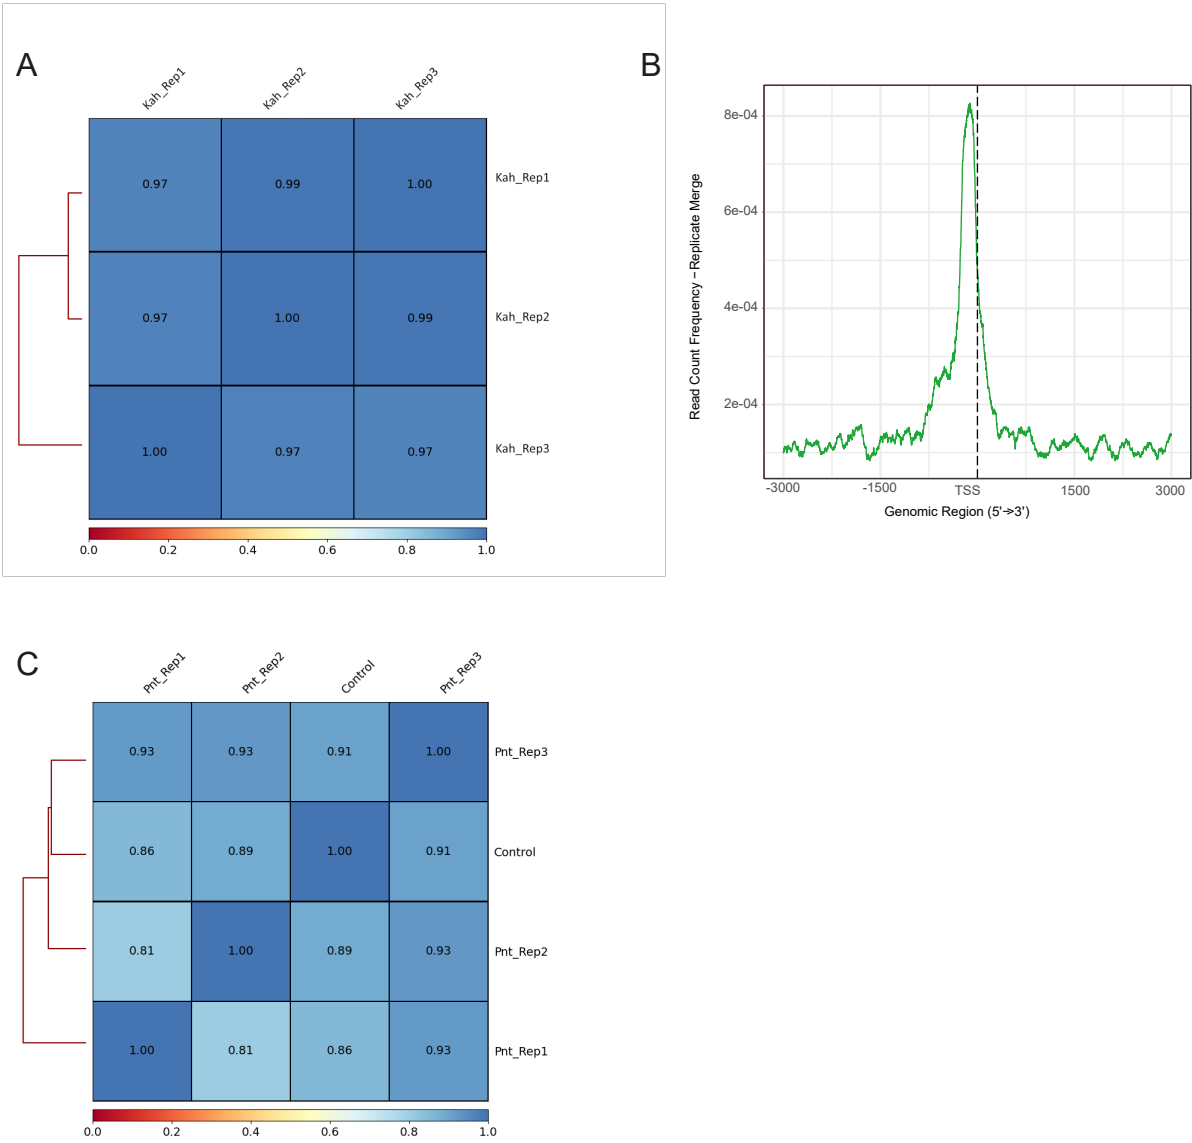 A
Kah_Rep1 Kah_Rep2 Kah_Rep3
0.97 0.99 1.00 Kah_Rep1
0.97 1.00 0.99 Kah_Rep2
1.00 0.97 0.97 Kah_Rep3
0.0 0.2 0.4 0.6 0.8 1.0
B
Read Count Frequency − Replicate Merge
8e-04
6e-04
4e-04
2e-04
-3000 -1500 TSS 1500 3000
Genomic Region (5'->3')
C
Pnt_Rep1 Pnt_Rep2 Control Pnt_Rep3
0.93 0.93 0.91 1.00 Pnt_Rep3
0.86 0.89 1.00 0.91 Control
0.81 1.00 0.89 0.93 Pnt_Rep2
1.00 0.81 0.86 0.93 Pnt_Rep1
0.0 0.2 0.4 0.6 0.8 1.0